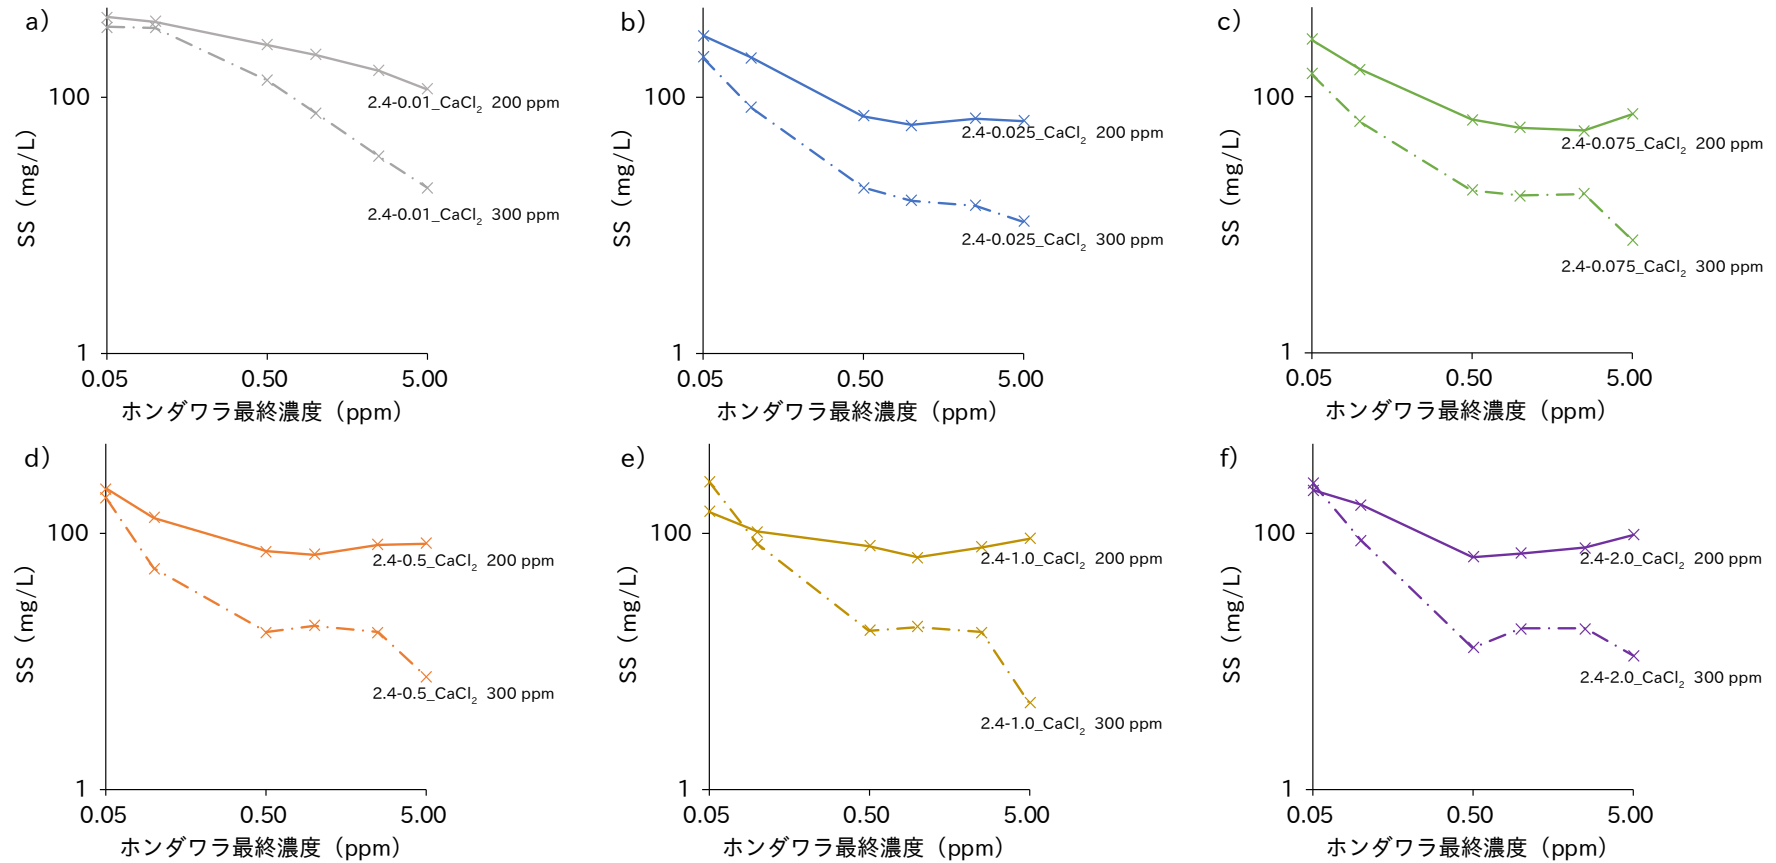 a）
100
2.4-0.01_CaCl₂ 200 ppm
2.4-0.01_CaCl₂ 300 ppm
SS（mg/L）
1
0.05 0.50 5.00
ホンダワラ最終濃度（ppm）
b）
100
2.4-0.025_CaCl₂ 200 ppm
2.4-0.025_CaCl₂ 300 ppm
SS（mg/L）
1
0.05 0.50 5.00
ホンダワラ最終濃度（ppm）
c）
100
2.4-0.075_CaCl₂ 200 ppm
2.4-0.075_CaCl₂ 300 ppm
SS（mg/L）
1
0.05 0.50 5.00
ホンダワラ最終濃度（ppm）
d）
100
2.4-0.5_CaCl₂ 200 ppm
2.4-0.5_CaCl₂ 300 ppm
SS（mg/L）
1
0.05 0.50 5.00
ホンダワラ最終濃度（ppm）
e）
100
2.4-1.0_CaCl₂ 200 ppm
2.4-1.0_CaCl₂ 300 ppm
SS（mg/L）
1
0.05 0.50 5.00
ホンダワラ最終濃度（ppm）
f）
100
2.4-2.0_CaCl₂ 200 ppm
2.4-2.0_CaCl₂ 300 ppm
SS（mg/L）
1
0.05 0.50 5.00
ホンダワラ最終濃度（ppm）